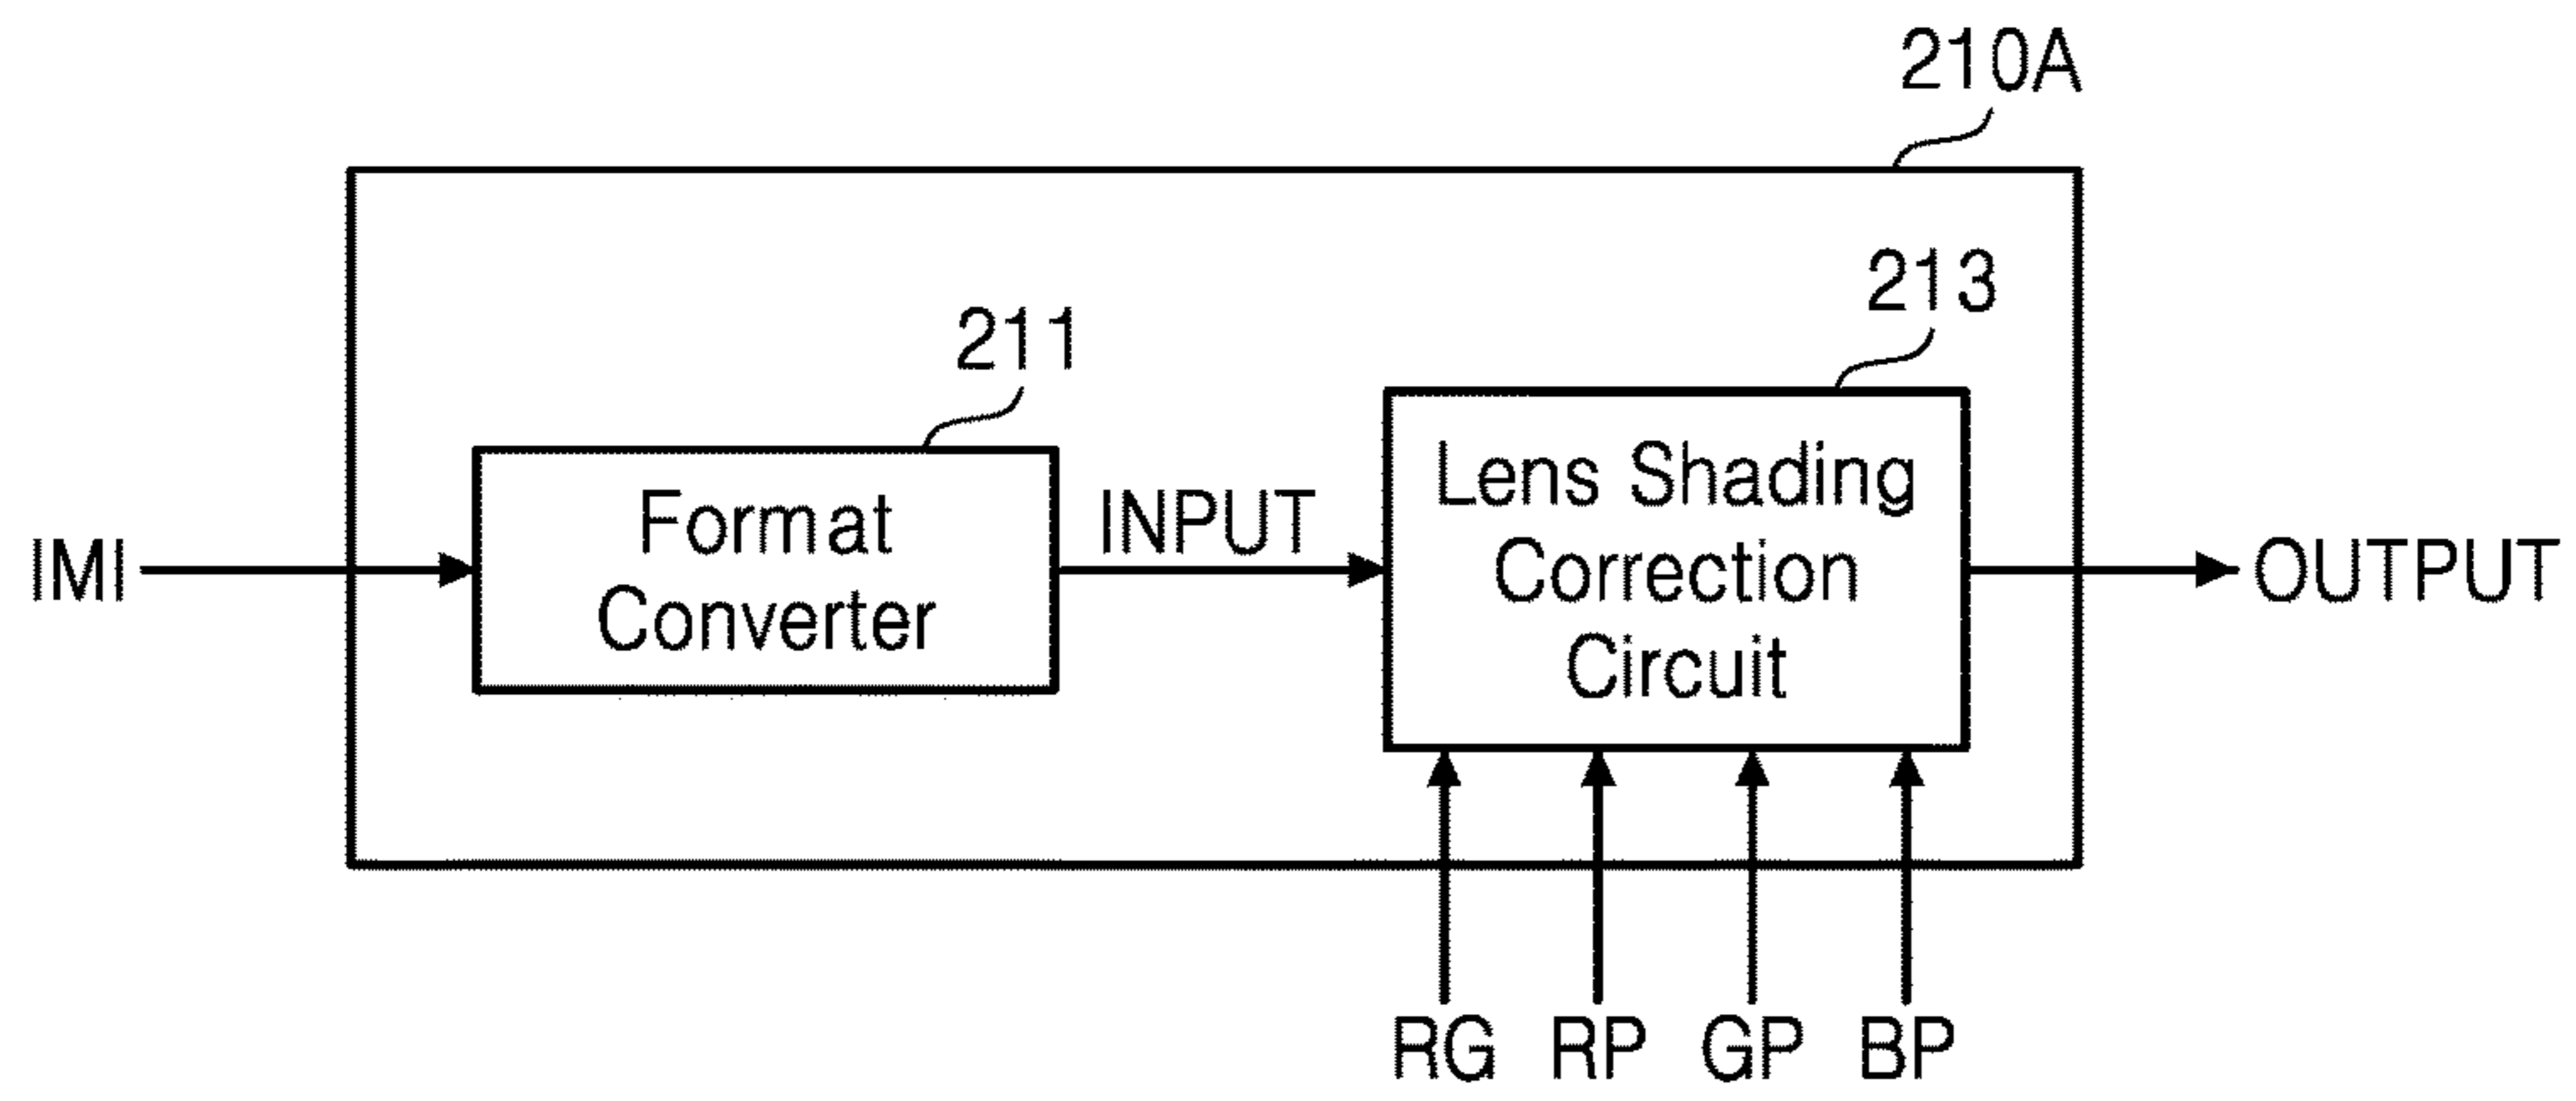 210A
213
211
Format
Converter
INPUT
Lens Shading
Correction
Circuit
IMI
OUTPUT
RG RP GP BP